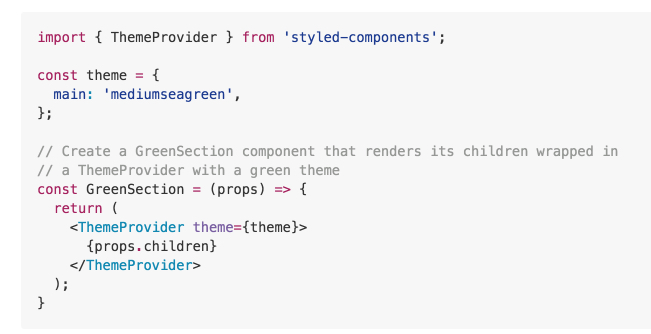 import { ThemeProvider } from 'styled-components';
const theme = {
  main: 'mediumseagreen',
};
// Create a GreenSection component that renders its children wrapped in
// a ThemeProvider with a green theme
const GreenSection = (props) => {
  return (
    <ThemeProvider theme={theme}>
      {props.children}
    </ThemeProvider>
  );
}